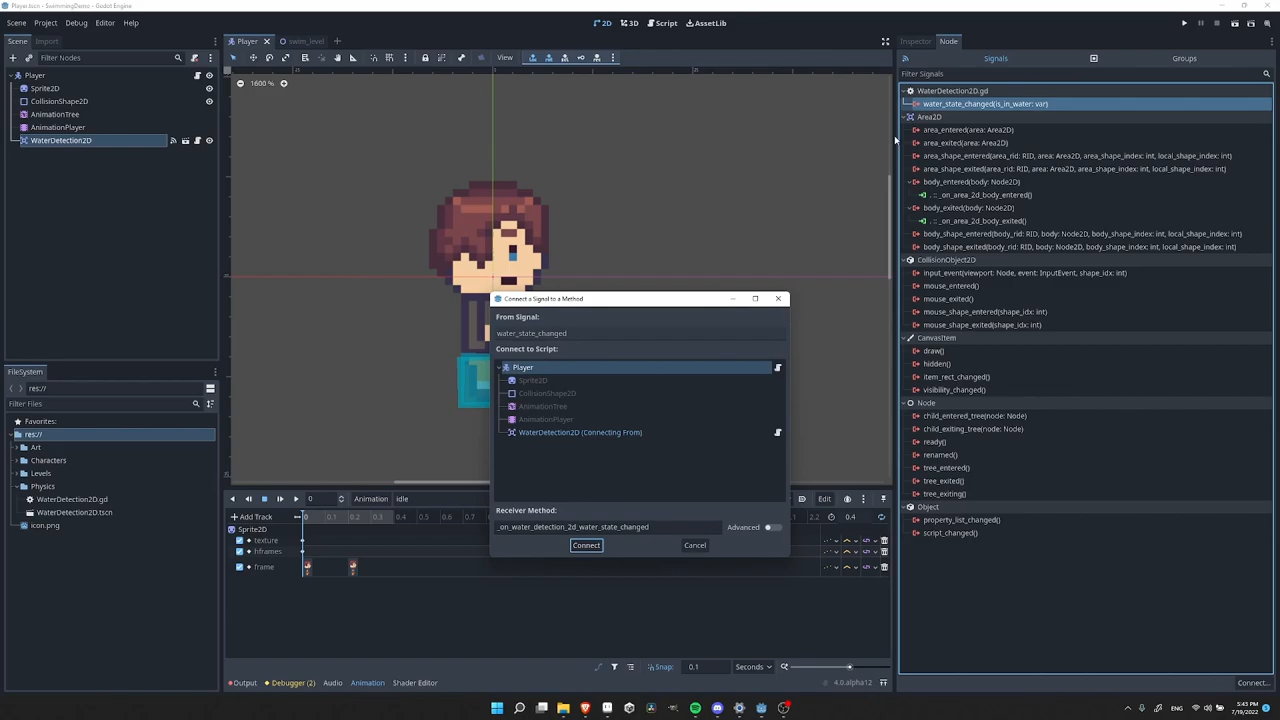 Player.tscn - SwimmingDemo - Godot Engine
Scene Project Debug Editor Help
2D 3D Script AssetLib
Scene Import
Player swim_level
Inspector Node
Filter Nodes
View
Signals Groups
Filter Signals
Player
Sprite2D
CollisionShape2D
AnimationTree
AnimationPlayer
WaterDetection2D
1600 %
WaterDetection2D.gd
water_state_changed(is_in_water: var)
Area2D
area_entered(area: Area2D)
area_exited(area: Area2D)
area_shape_entered(area_rid: RID, area: Area2D, area_shape_index: int, local_shape_index: int)
area_shape_exited(area_rid: RID, area: Area2D, area_shape_index: int, local_shape_index: int)
body_entered(body: Node2D)
. :: _on_area_2d_body_entered()
body_exited(body: Node2D)
. :: _on_area_2d_body_exited()
body_shape_entered(body_rid: RID, body: Node2D, body_shape_index: int, local_shape_index: int)
body_shape_exited(body_rid: RID, body: Node2D, body_shape_index: int, local_shape_index: int)
CollisionObject2D
input_event(viewport: Node, event: InputEvent, shape_idx: int)
mouse_entered()
mouse_exited()
mouse_shape_entered(shape_idx: int)
mouse_shape_exited(shape_idx: int)
CanvasItem
draw()
hidden()
item_rect_changed()
visibility_changed()
Node
child_entered_tree(node: Node)
child_exiting_tree(node: Node)
ready()
renamed()
tree_entered()
tree_exited()
tree_exiting()
Object
property_list_changed()
script_changed()
Connect...
Connect a Signal to a Method
From Signal:
water_state_changed
Connect to Script:
Player
Sprite2D
CollisionShape2D
AnimationTree
AnimationPlayer
WaterDetection2D (Connecting From)
Receiver Method:
_on_water_detection_2d_water_state_changed Advanced
Connect Cancel
FileSystem
res://
Filter Files
Favorites:
res://
Art
Characters
Levels
Physics
WaterDetection2D.gd
WaterDetection2D.tscn
icon.png
0 Animation idle Edit
Add Track 0 0.1 0.2 0.3 0.4
Sprite2D
texture
hframes
frame
Snap: 0.1 Seconds
Output Debugger (2) Audio Animation Shader Editor 4.0.alpha12
5:43 PM
7/19/2022